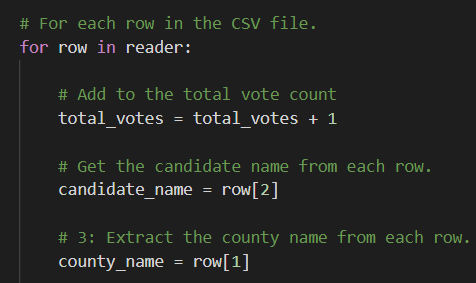 # For each row in the CSV file.
for row in reader:
# Add to the total vote count
total_votes = total_votes + 1
# Get the candidate name from each row.
candidate_name = row[2]
# 3: Extract the county name from each row.
county_name = row[1]